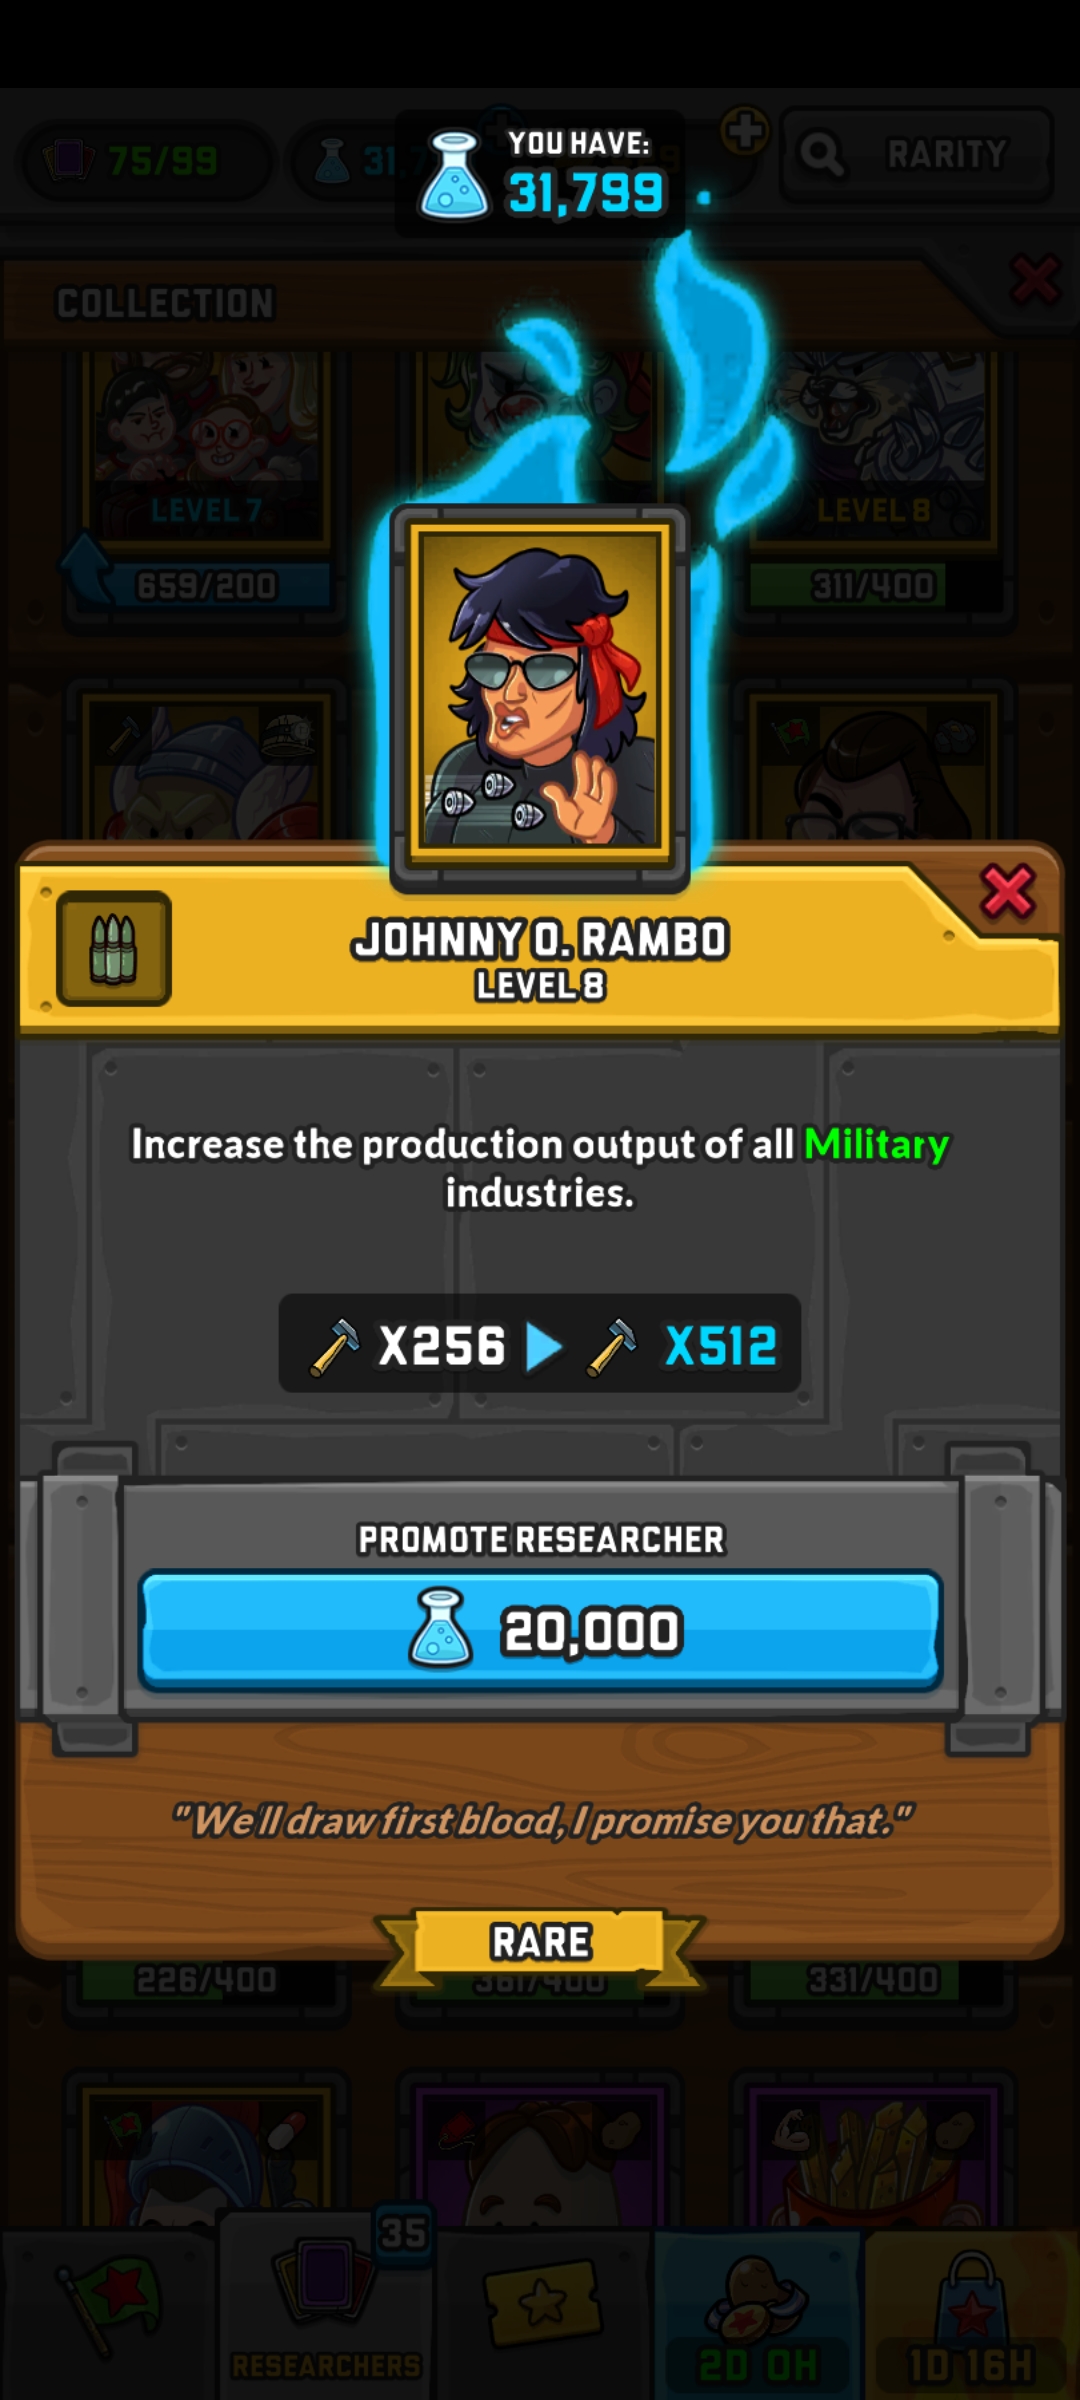 75/99
YOU HAVE:
31,799
RARITY
COLLECTION
LEVEL 7
LEVEL 8
659/200
311/400
JOHNNY O. RAMBO
LEVEL 8
Increase the production output of all Military
industries.
X256
X512
PROMOTE RESEARCHER
20,000
"We'll draw first blood, I promise you that."
RARE
226/400
361/400
331/400
35
RESEARCHERS
2D 0H
1D 16H